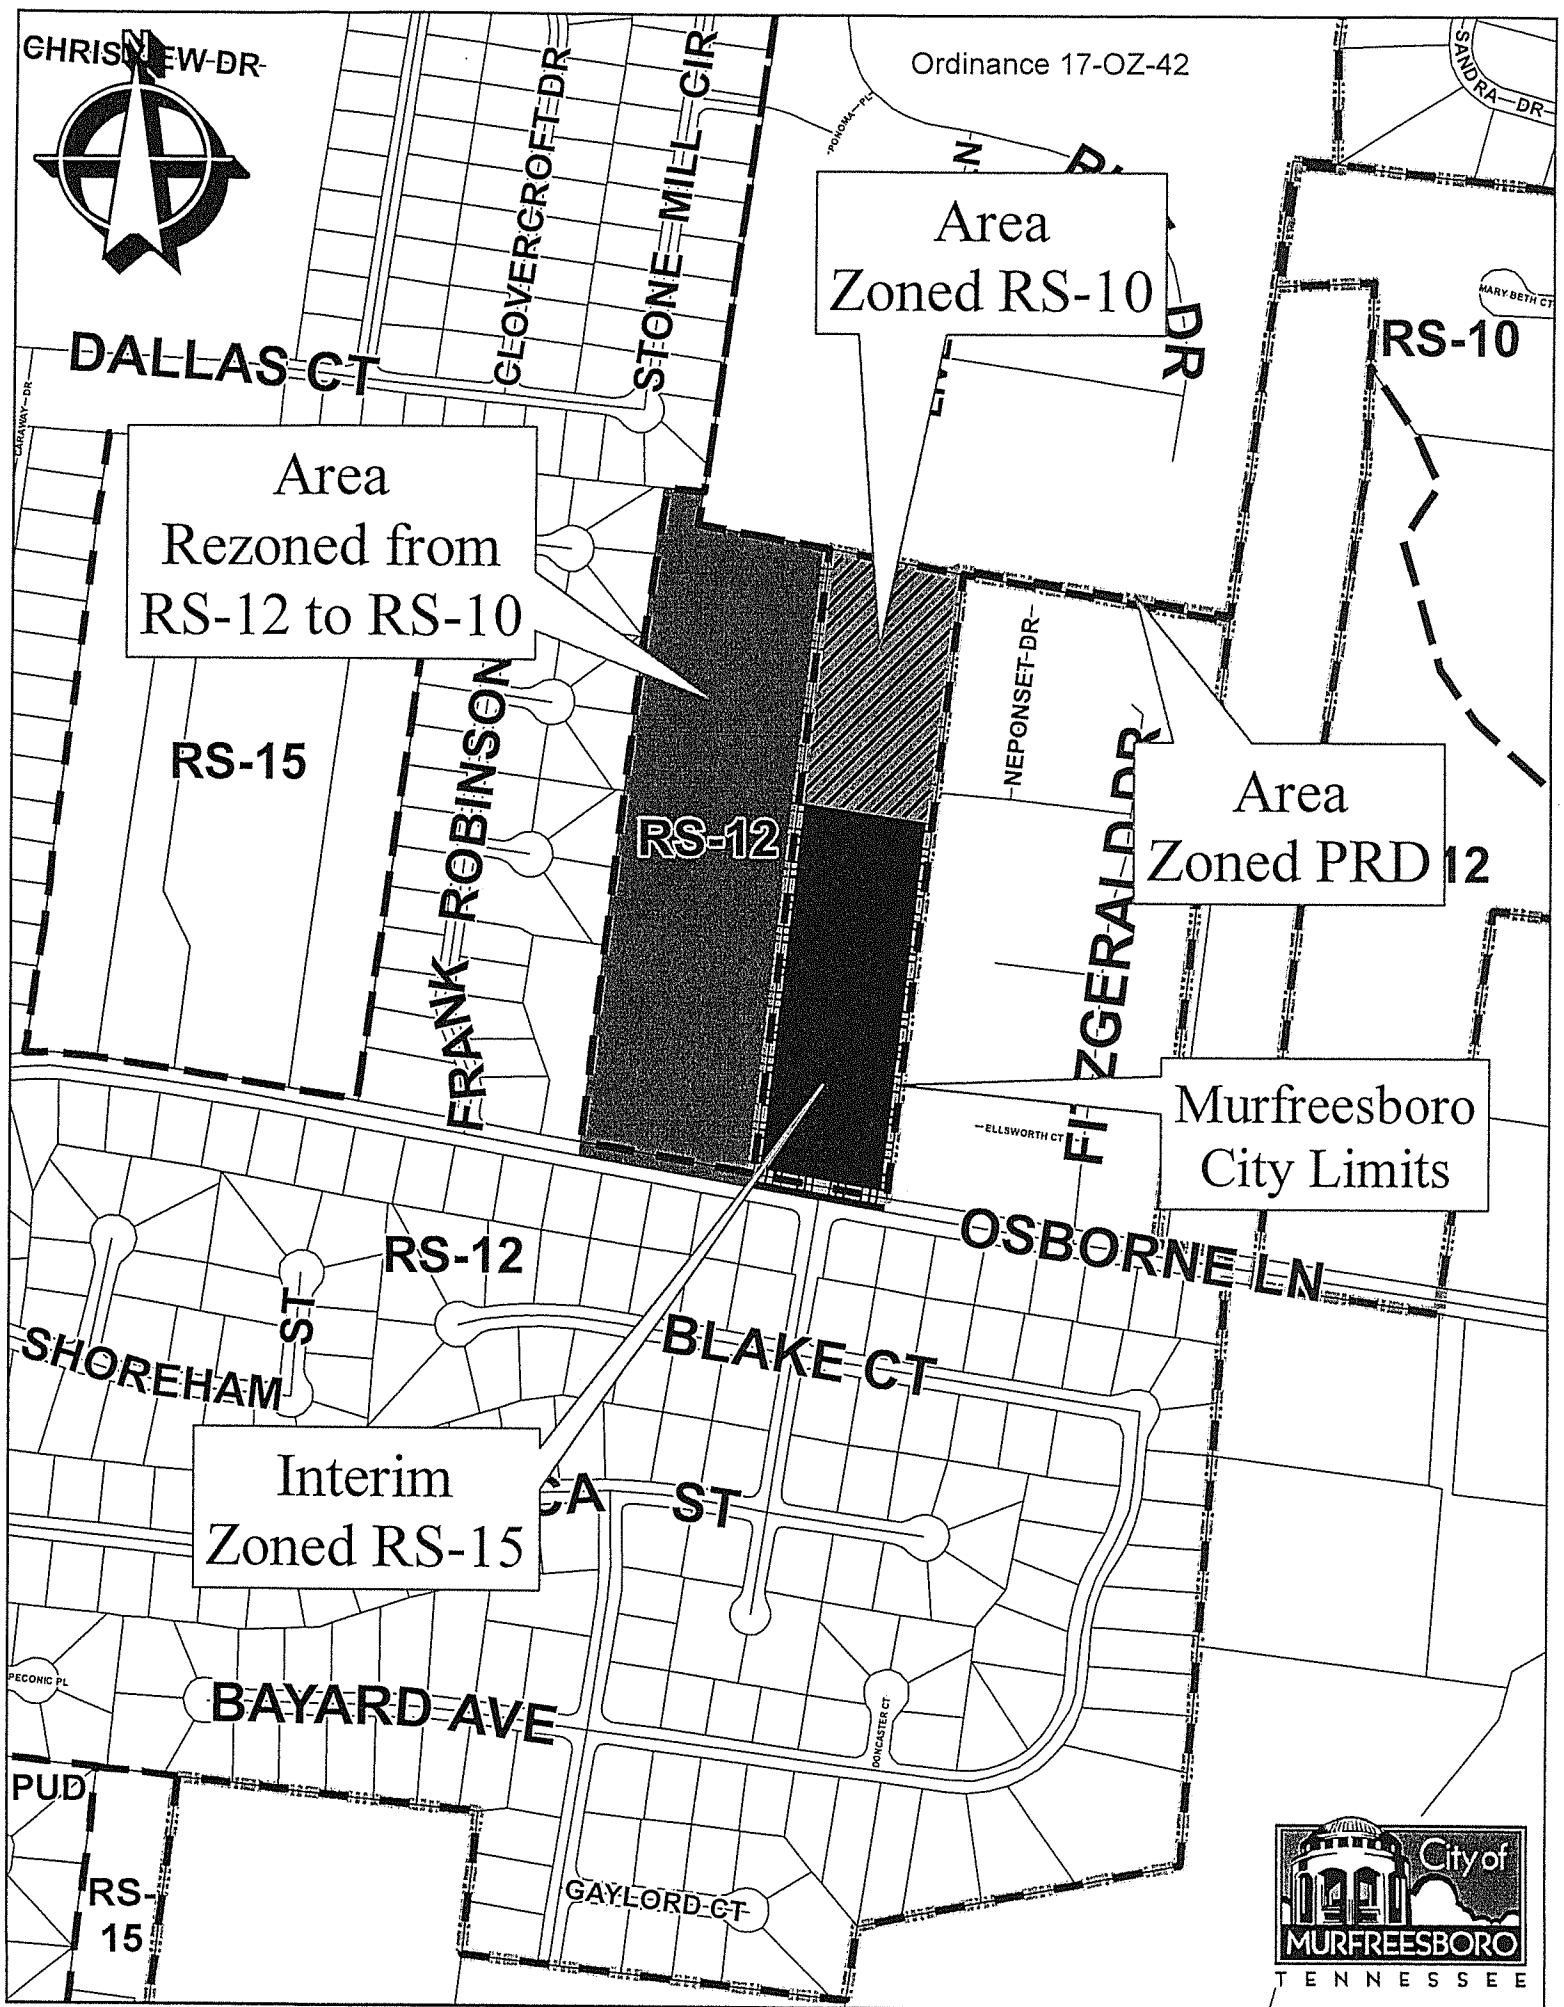 Ordinance 17-OZ-42
N
CLOVERCROFT DR
STONE MILL CIR
PONOMA PL
SANDRA DR
Area
Zoned RS-10
DR
MARY BETH CT
RS-10
DALLAS CT
CARAWAY DR
Area
Rezoned from
RS-12 to RS-10
NEPONSET DR
RS-15
FRANK ROBINSON
RS-12
Area
Zoned PRD
12
Murfreesboro
City Limits
ELLSWORTH CT
OSBORNE LN
RS-12
ST
SHOREHAM
BLAKE CT
Interim
Zoned RS-15
CA ST
PECONIC PL
BAYARD AVE
DONCASTER CT
PUD
RS-
15
GAYLORD CT
City of
MURFREESBORO
TENNESSEE